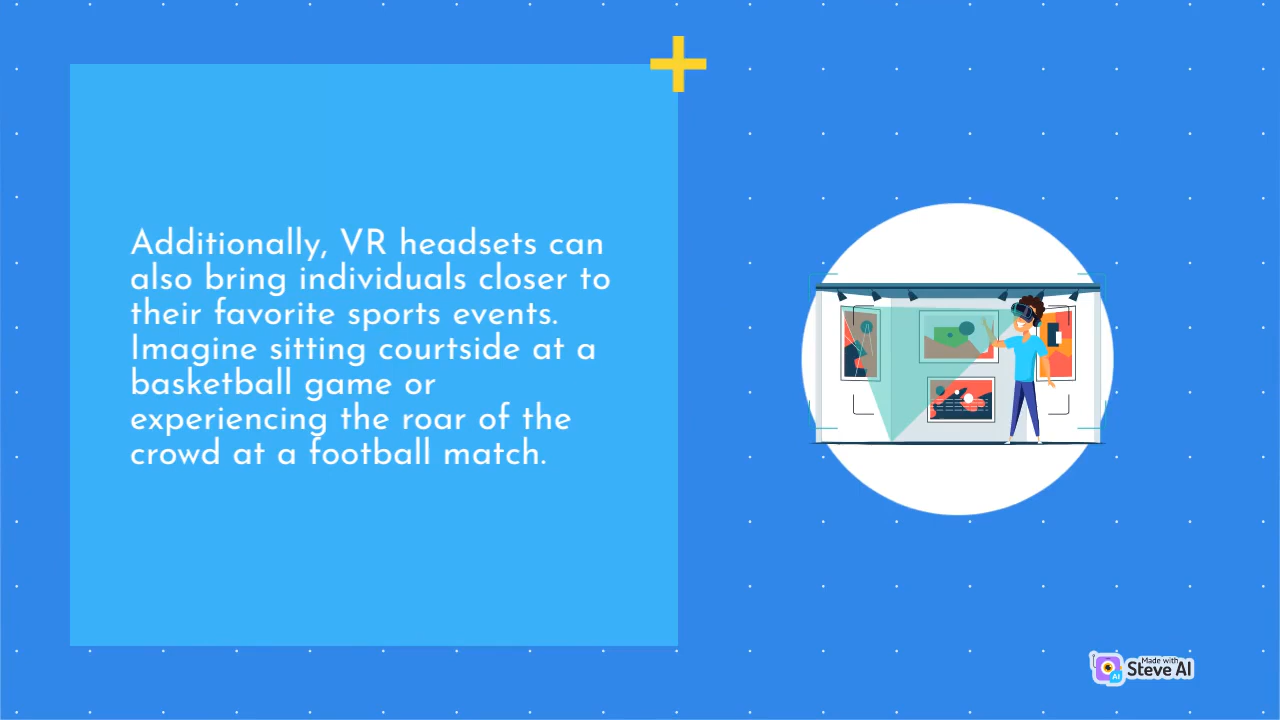 Additionally, VR headsets can
also bring individuals closer to
their favorite sports events.
Imagine sitting courtside at a
basketball game or
experiencing the roar of the
crowd at a football match.
Made with
Steve AI
AI